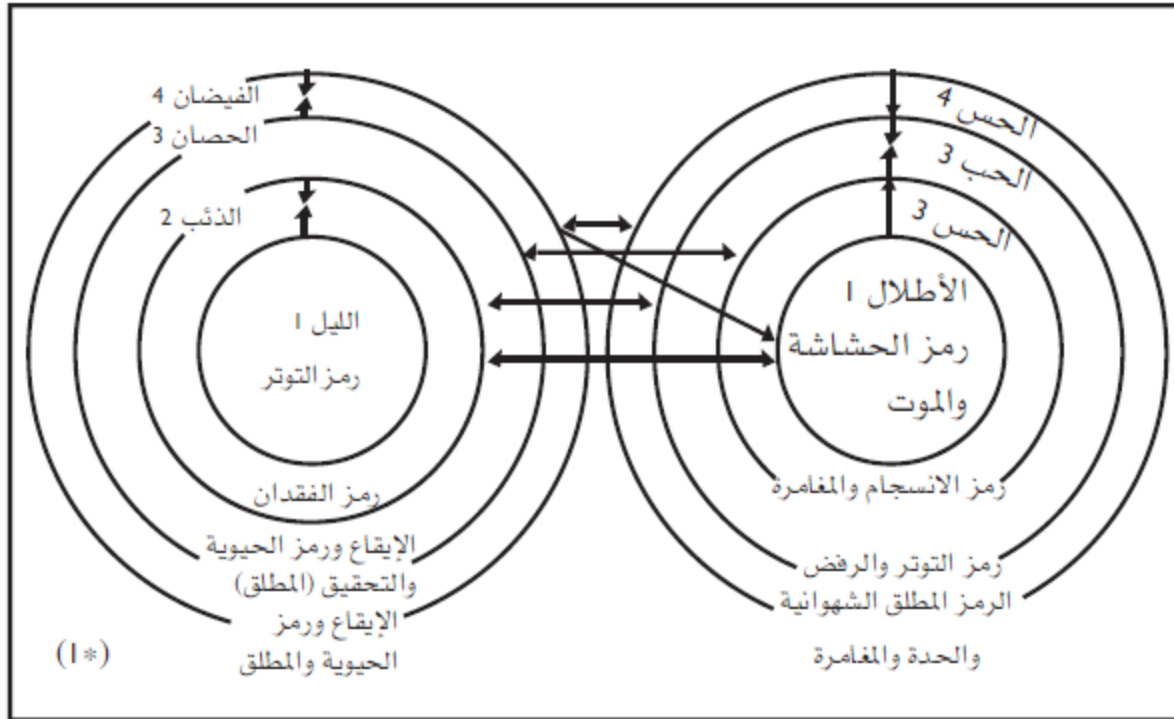 الحس 4
الحب 3
الحس 3
الأطلال 1
رمز الحشاشة
والموت
رمز الانسجام والمغامرة
رمز التوتر والرفض
الرمز المطلق الشهوانية
والحدة والمغامرة
الفيضان 4
الحصان 3
الذئب 2
الليل 1
رمز التوتر
رمز الفقدان
الإيقاع ورمز الحيوية
والتحقيق (المطلق)
الإيقاع ورمز
الحيوية والمطلق
(*1)